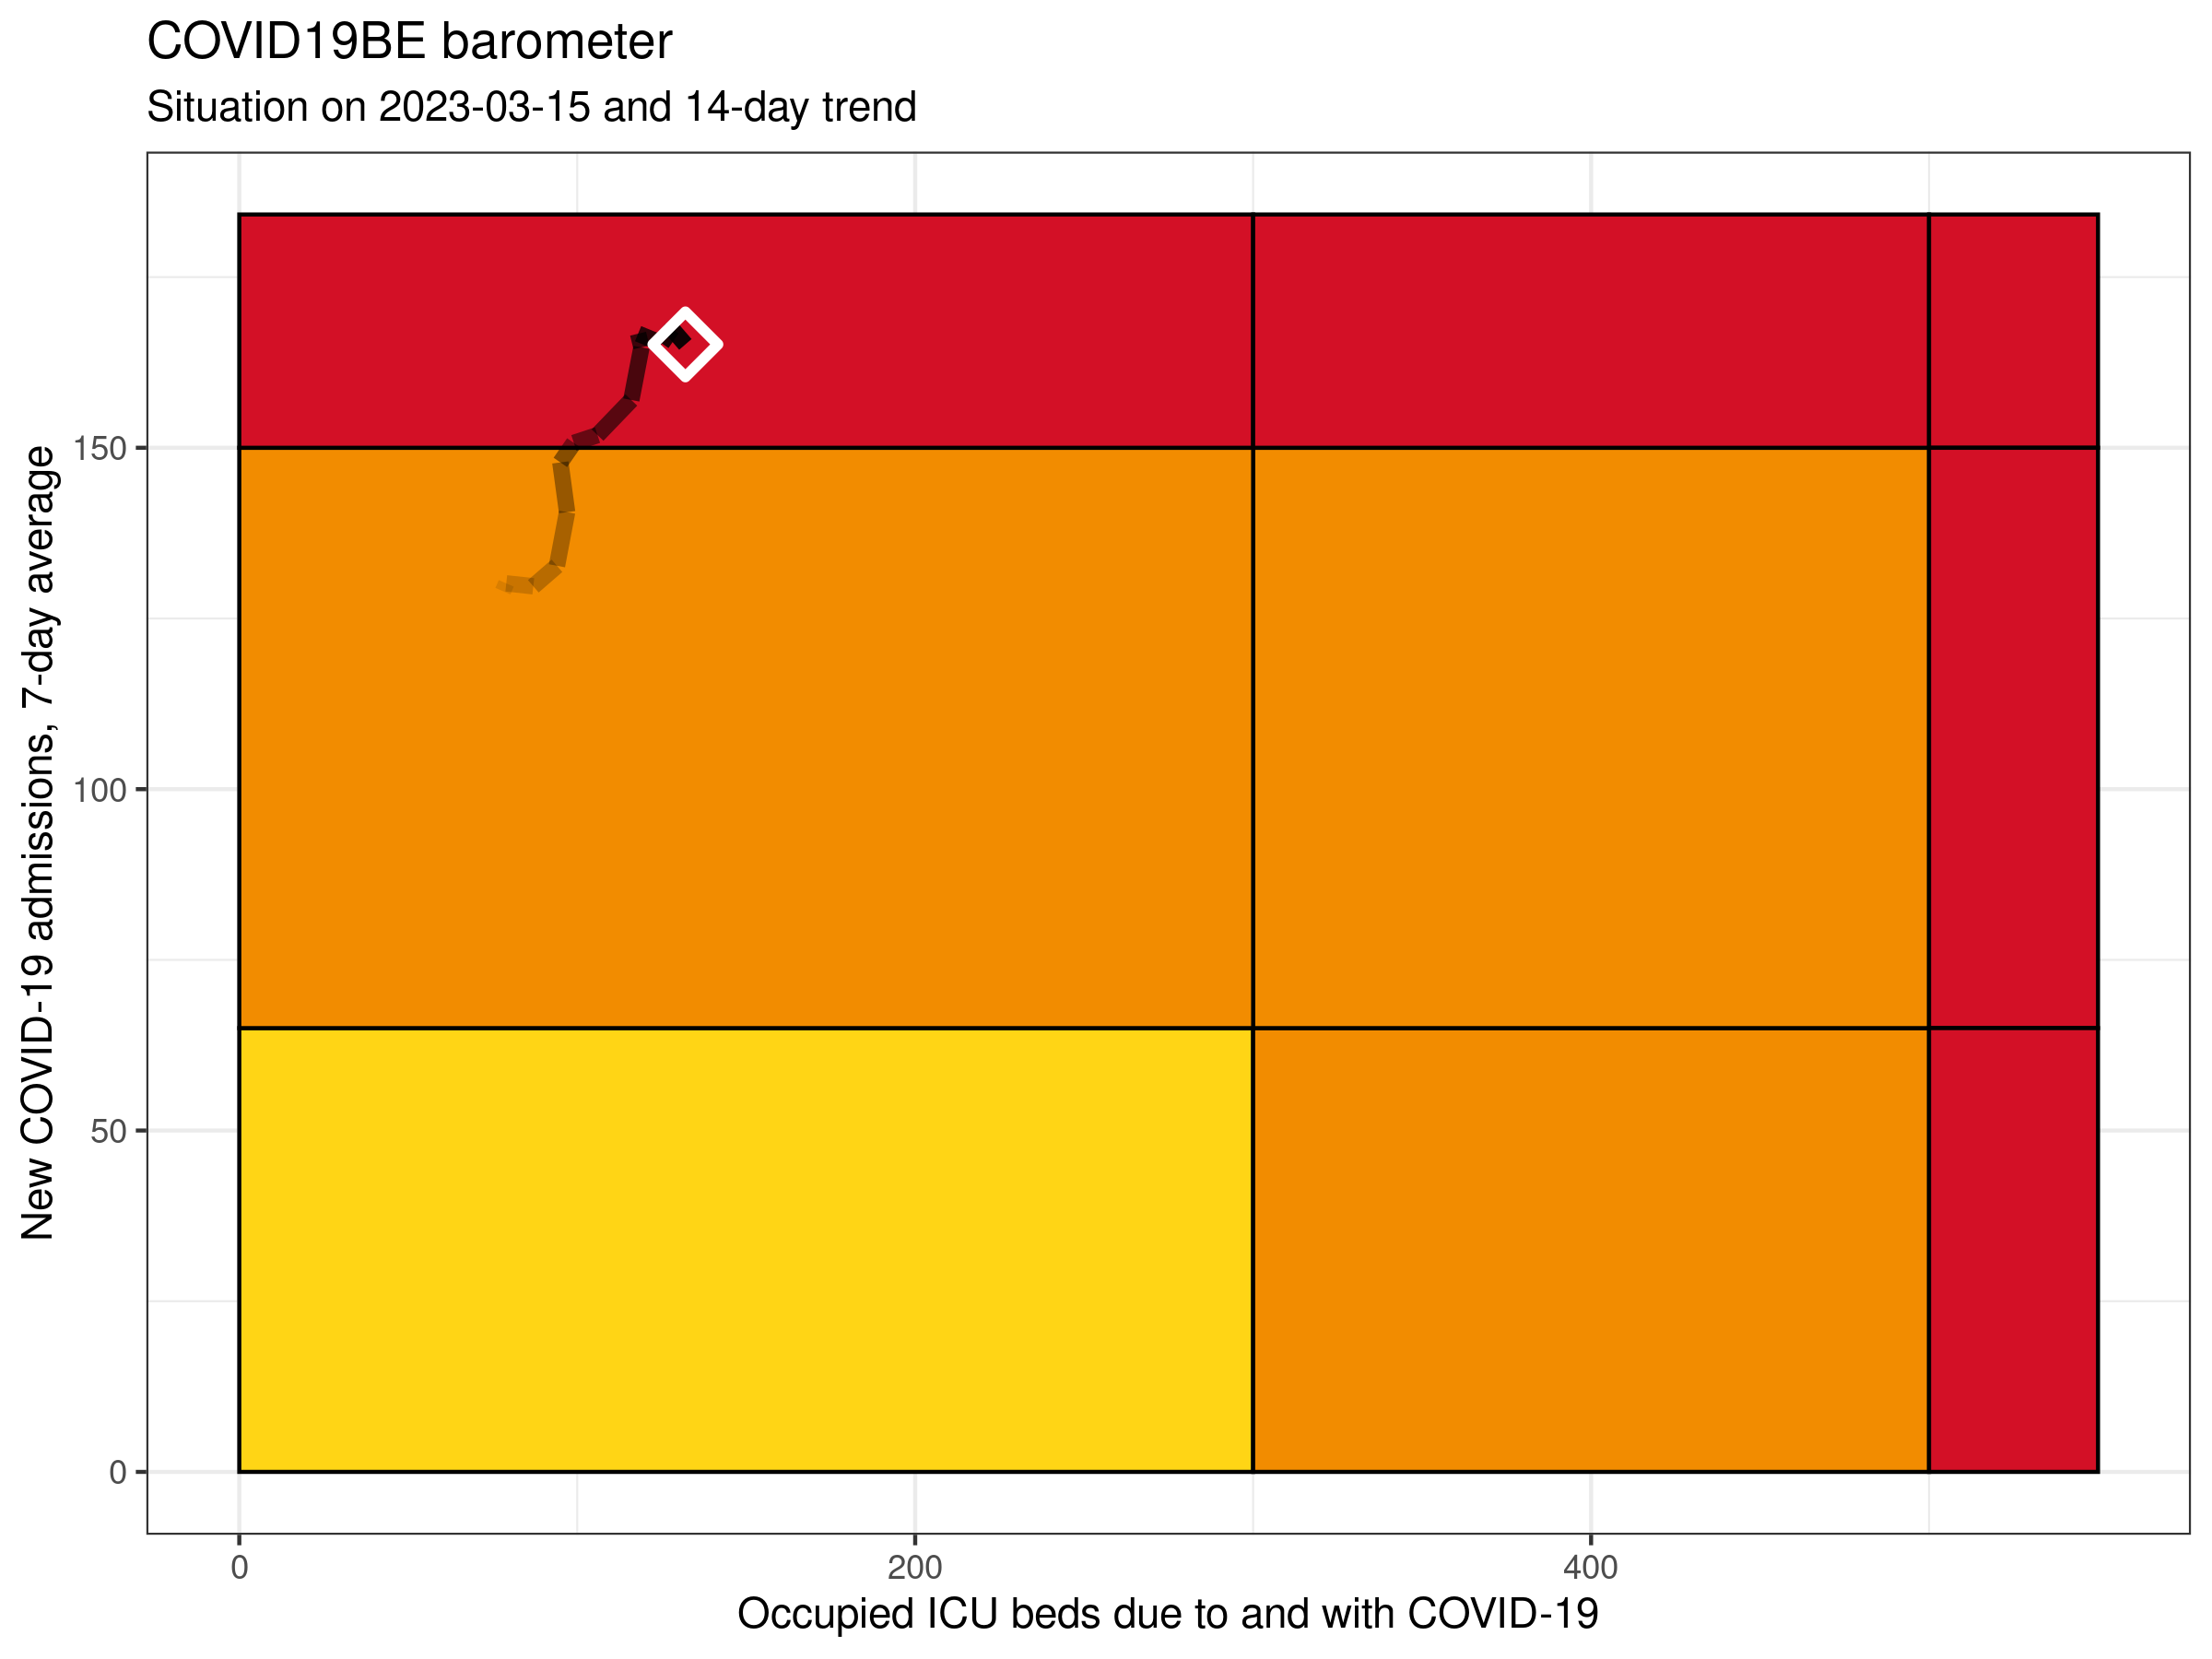 COVID19BE barometer
Situation on 2023-03-15 and 14-day trend
New COVID-19 admissions, 7-day average
150
100
50
0
0
200
400
Occupied ICU beds due to and with COVID-19